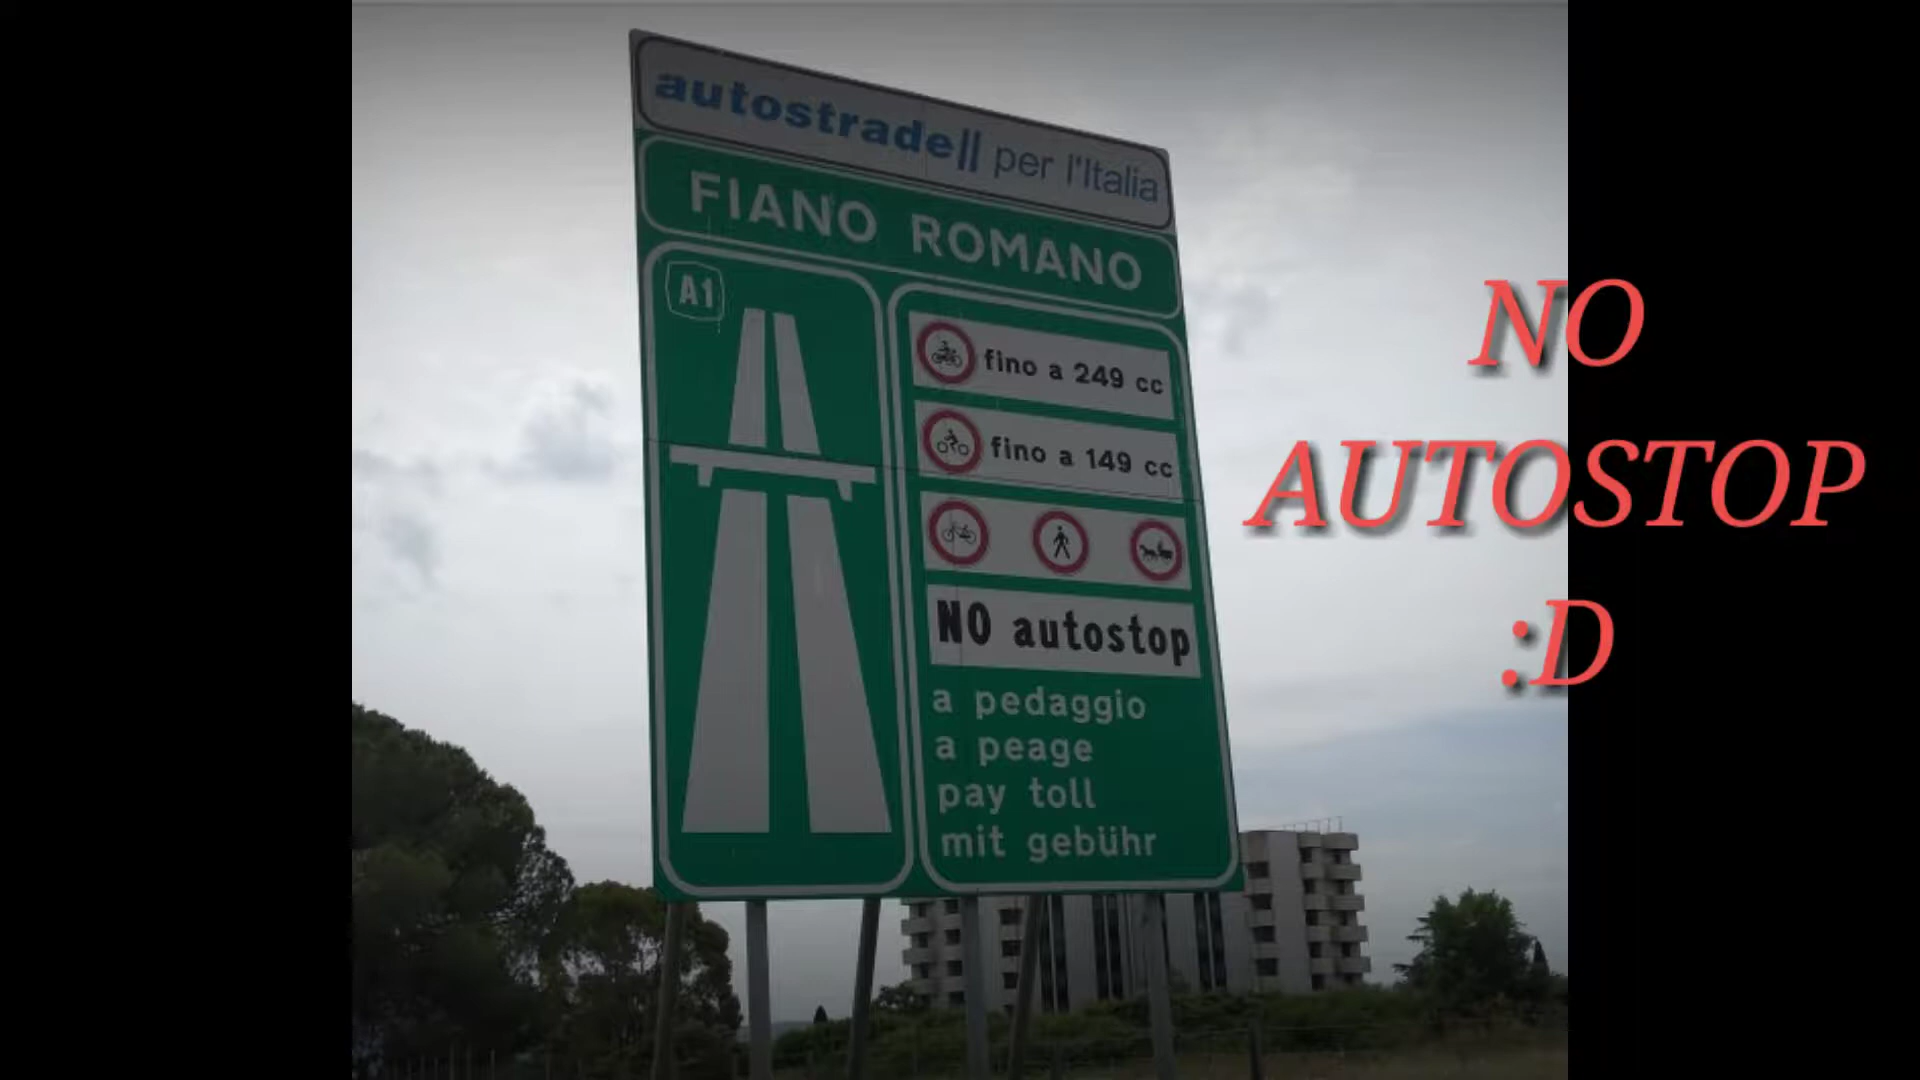 autostrade|| per l'Italia
FIANO ROMANO
A1
fino a 249 cc
fino a 149 cc
NO autostop
a pedaggio
a peage
pay toll
mit gebühr
NO
AUTOSTOP
:D